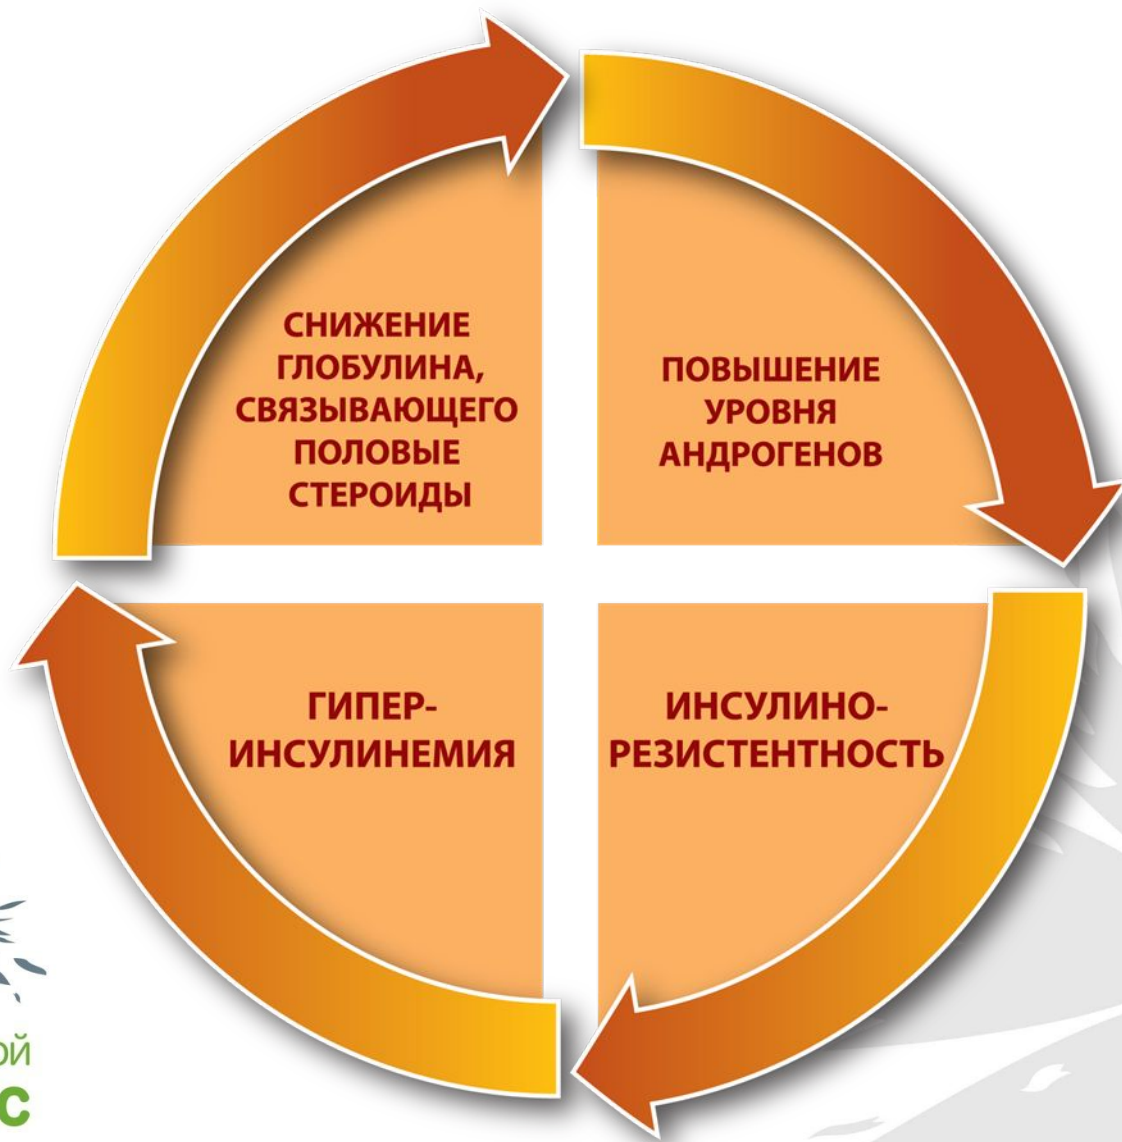 СНИЖЕНИЕ
ГЛОБУЛИНА,
СВЯЗЫВАЮЩЕГО
ПОЛОВЫЕ
СТЕРОИДЫ
ПОВЫШЕНИЕ
УРОВНЯ
АНДРОГЕНОВ
ГИПЕР-
ИНСУЛИНЕМИЯ
ИНСУЛИНО-
РЕЗИСТЕНТНОСТЬ